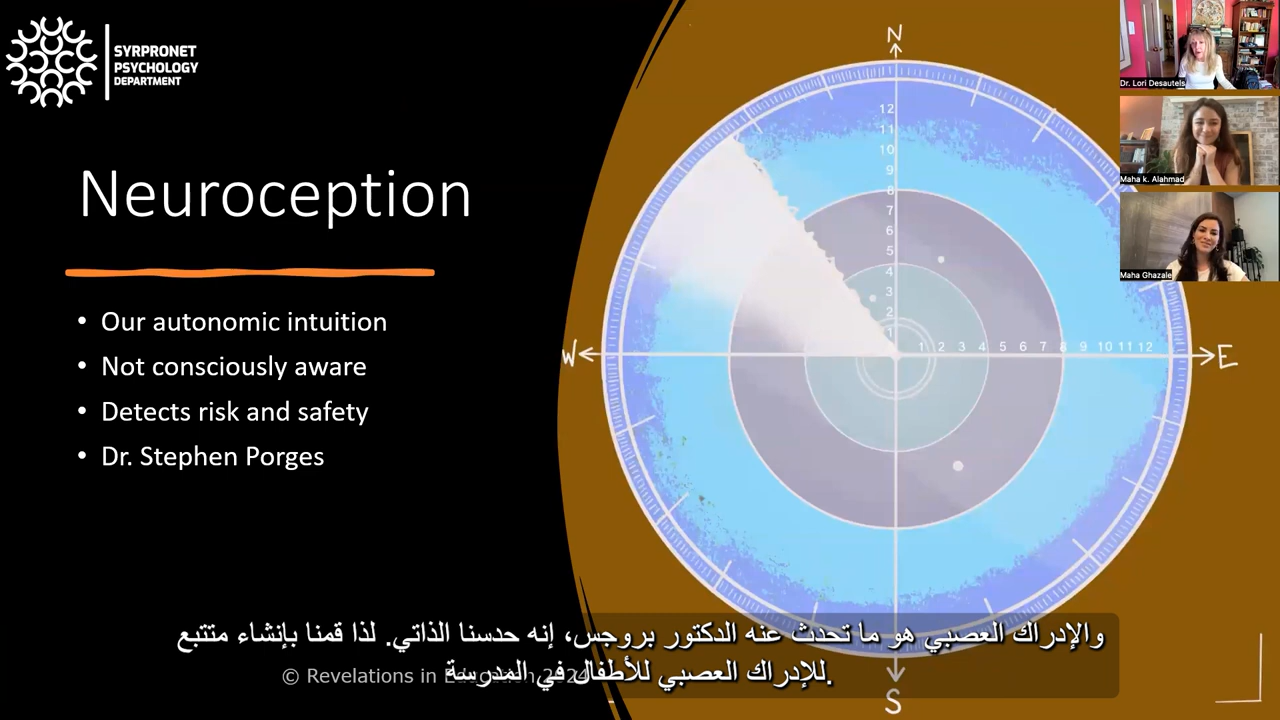 SYRPRONET
PSYCHOLOGY
DEPARTMENT
Neuroception
• Our autonomic intuition
• Not consciously aware
• Detects risk and safety
• Dr. Stephen Porges
N
12
11
10
9
8
7
6
5
4
3
2
1
W
1 2 3 4 5 6 7 8 9 10 11 12
E
S
Dr. Lori Desautels
Maha k. Alahmad
Maha Ghazale
والإدراك العصبي هو ما تحدث عنه الدكتور بروجس، إنه حدسنا الذاتي. لذا قمنا بإنشاء متتبع
للإدراك العصبي للأطفال في المدرسة.
© Revelations in Education 2024